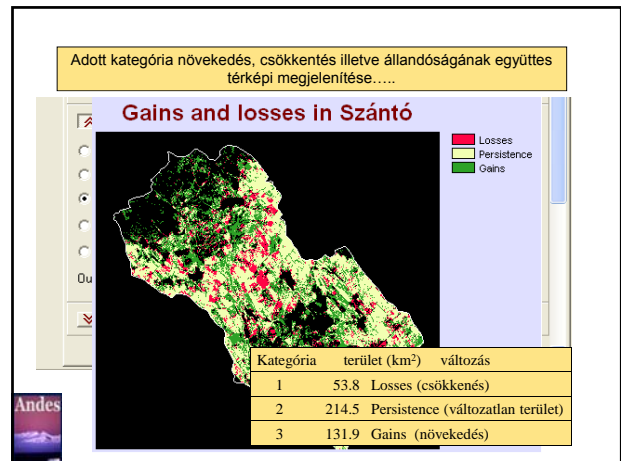 Adott kategória növekedés, csökkentés illetve állandóságának együttes
térképi megjelenítése…..
Gains and losses in Szántó
Losses
Persistence
Gains
Kategória terület (km²) változás
1 53.8 Losses (csökkenés)
2 214.5 Persistence (változatlan terület)
3 131.9 Gains (növekedés)
Andes